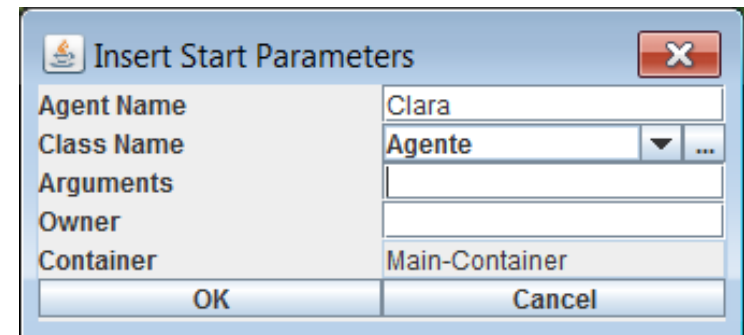 Insert Start Parameters
Agent Name Clara
Class Name Agente ...
Arguments
Owner
Container Main-Container
OK Cancel